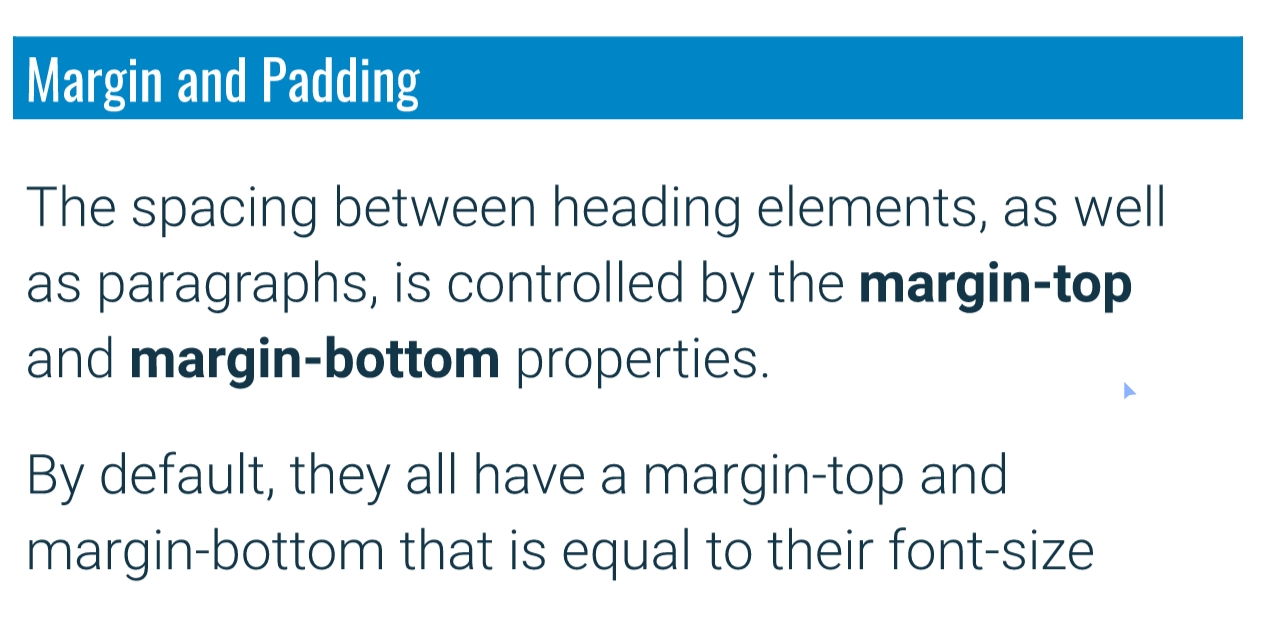 Margin and Padding
The spacing between heading elements, as well
as paragraphs, is controlled by the margin-top
and margin-bottom properties.
By default, they all have a margin-top and
margin-bottom that is equal to their font-size